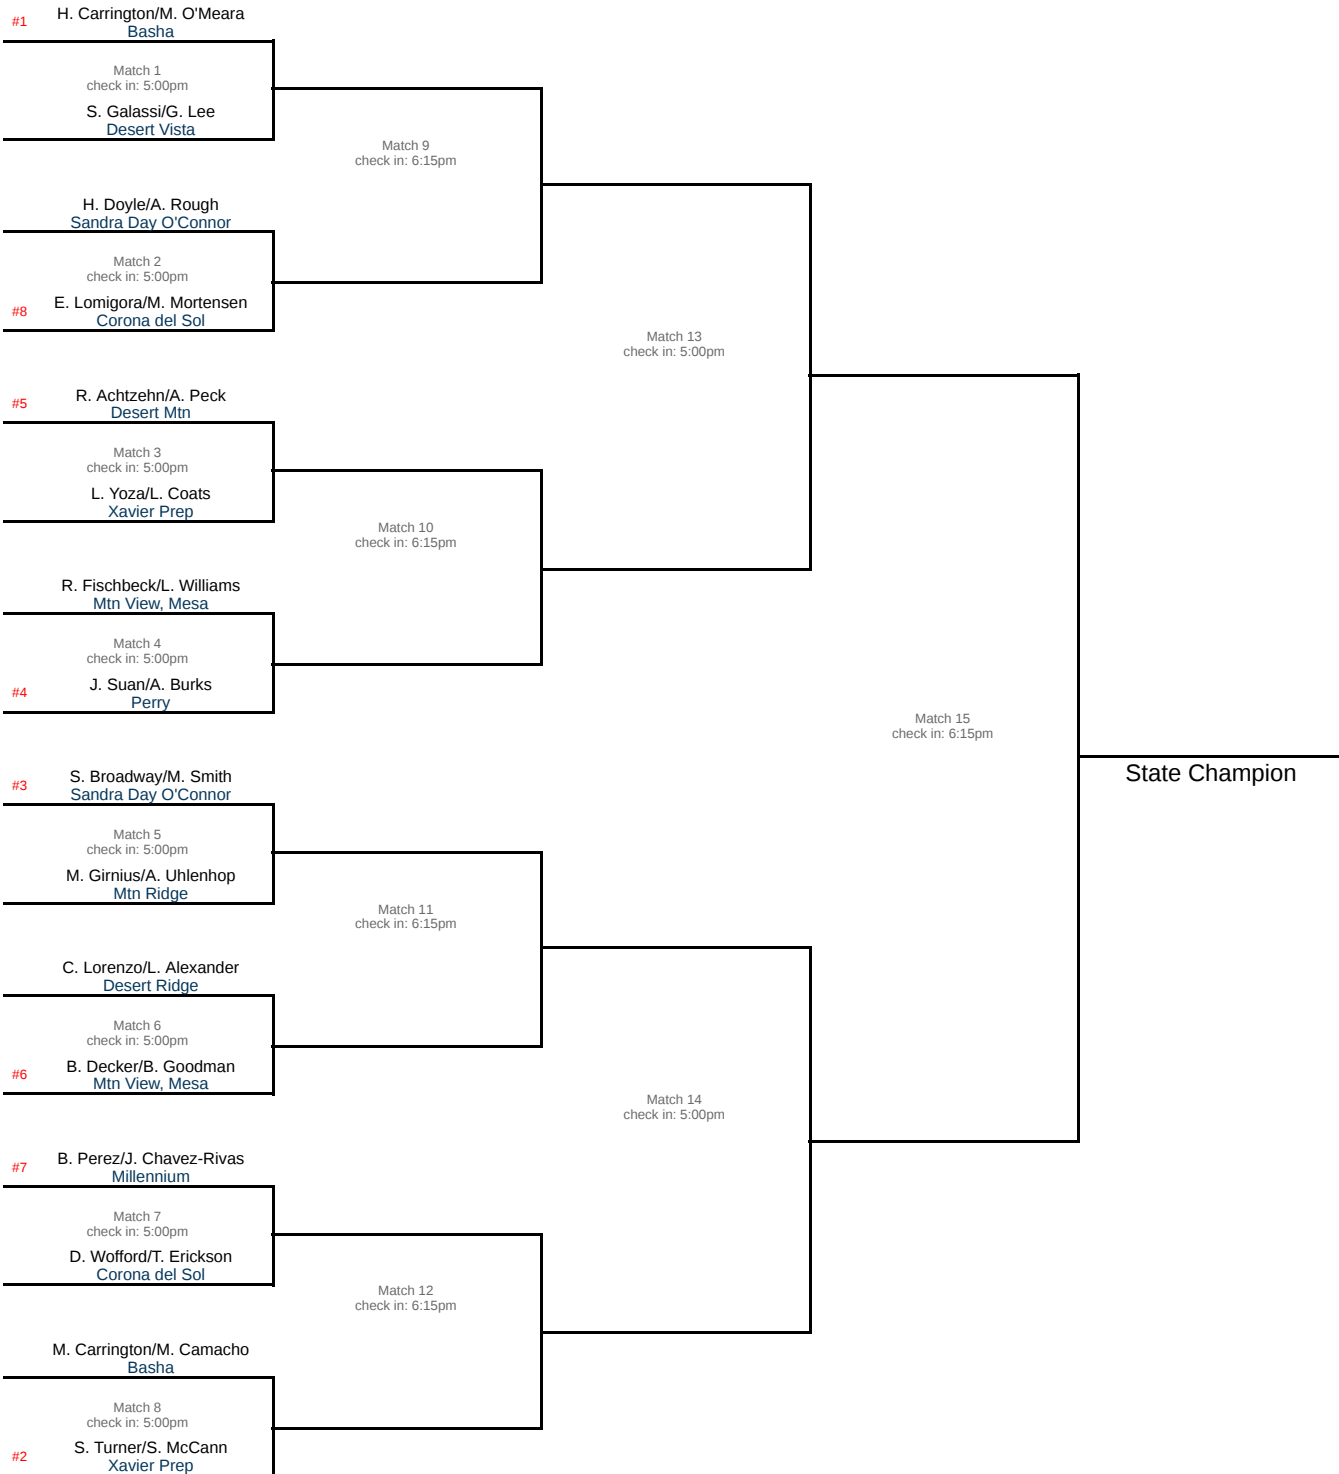 #1
H. Carrington/M. O'Meara
Basha
Match 1
check in: 5:00pm
S. Galassi/G. Lee
Desert Vista
Match 9
check in: 6:15pm
H. Doyle/A. Rough
Sandra Day O'Connor
Match 2
check in: 5:00pm
#8
E. Lomigora/M. Mortensen
Corona del Sol
Match 13
check in: 5:00pm
#5
R. Achtzehn/A. Peck
Desert Mtn
Match 3
check in: 5:00pm
L. Yoza/L. Coats
Xavier Prep
Match 10
check in: 6:15pm
R. Fischbeck/L. Williams
Mtn View, Mesa
Match 4
check in: 5:00pm
#4
J. Suan/A. Burks
Perry
Match 15
check in: 6:15pm
State Champion
#3
S. Broadway/M. Smith
Sandra Day O'Connor
Match 5
check in: 5:00pm
M. Girnius/A. Uhlenhop
Mtn Ridge
Match 11
check in: 6:15pm
C. Lorenzo/L. Alexander
Desert Ridge
Match 6
check in: 5:00pm
#6
B. Decker/B. Goodman
Mtn View, Mesa
Match 14
check in: 5:00pm
#7
B. Perez/J. Chavez-Rivas
Millennium
Match 7
check in: 5:00pm
D. Wofford/T. Erickson
Corona del Sol
Match 12
check in: 6:15pm
M. Carrington/M. Camacho
Basha
Match 8
check in: 5:00pm
#2
S. Turner/S. McCann
Xavier Prep